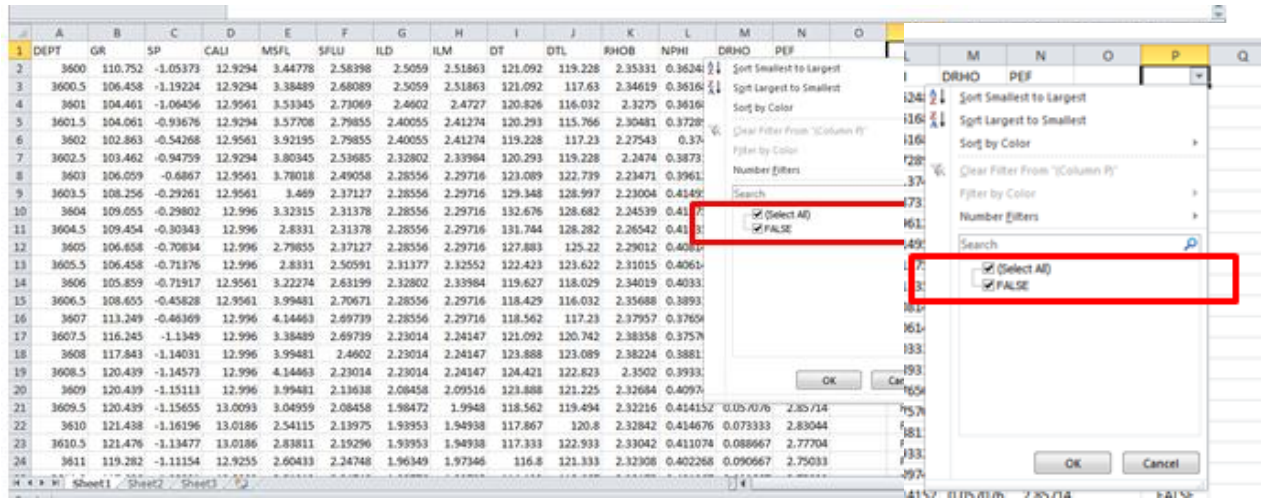 A B C D E F G H I J K L M N O
1 DEPT GR SP CALI MSFL SFLU ILD ILM DT DTL RHOB NPHI DRHO PEF
2 3600 110.752 -1.05373 12.9294 3.44778 2.58398 2.5059 2.51863 121.092 119.228 2.35331
3 3600.5 106.458 -1.19224 12.9294 3.38489 2.68089 2.5059 2.51863 121.092 117.63 2.34619
4 3601 104.461 -1.06456 12.9561 3.53345 2.73069 2.4602 2.4727 120.826 116.032 2.3275
5 3601.5 104.061 -0.93676 12.9294 3.57708 2.79855 2.40055 2.41274 120.293 115.766 2.30481
6 3602 102.863 -0.54268 12.9561 3.92195 2.79855 2.40055 2.41274 119.228 117.23 2.27543
7 3602.5 103.462 -0.94759 12.9294 3.80345 2.53685 2.32802 2.33984 120.293 119.228 2.2474
8 3603 106.059 -0.6867 12.9561 3.78018 2.49058 2.28556 2.29716 123.089 122.739 2.23471
9 3603.5 108.256 -0.29261 12.9561 3.469 2.37127 2.28556 2.29716 129.348 128.997 2.23004
10 3604 109.055 -0.29802 12.996 3.32315 2.31378 2.28556 2.29716 132.676 128.682 2.24539
11 3604.5 109.454 -0.30343 12.996 2.8331 2.31378 2.28556 2.29716 131.744 128.282 2.26542
12 3605 106.658 -0.70834 12.996 2.79855 2.37127 2.28556 2.29716 127.883 125.22 2.29012
13 3605.5 106.458 -0.71376 12.996 2.8331 2.50591 2.31377 2.32552 122.423 123.622 2.31015
14 3606 105.859 -0.71917 12.9561 3.22274 2.63199 2.32802 2.33984 119.627 118.029 2.34019
15 3606.5 108.655 -0.45828 12.9561 3.99481 2.70671 2.28556 2.29716 118.429 116.032 2.35688
16 3607 113.249 -0.46369 12.996 4.14463 2.69739 2.28556 2.29716 118.562 117.23 2.37957
17 3607.5 116.245 -1.1349 12.996 3.38489 2.69739 2.23014 2.24147 121.092 120.742 2.38358
18 3608 117.843 -1.14031 12.996 3.99481 2.4602 2.23014 2.24147 123.888 123.089 2.38224
19 3608.5 120.439 -1.14573 12.996 4.14463 2.23014 2.23014 2.24147 124.421 122.823 2.3502
20 3609 120.439 -1.15113 12.996 3.99481 2.13638 2.08458 2.09516 123.888 121.225 2.32684
21 3609.5 120.439 -1.15655 13.0093 3.04959 2.08458 1.98472 1.9948 118.562 119.494 2.32216 0.414152 0.057076 2.85714
22 3610 121.438 -1.16196 13.0186 2.54115 2.13975 1.93953 1.94938 117.867 120.8 2.32842 0.414676 0.073333 2.83044
23 3610.5 121.476 -1.13477 13.0186 2.83811 2.19296 1.93953 1.94938 117.333 122.933 2.33042 0.411074 0.088667 2.77704
24 3611 119.282 -1.11154 12.9255 2.60433 2.24748 1.96349 1.97346 116.8 121.333 2.32308 0.402268 0.090667 2.75033
Sheet1 Sheet2 Sheet3
Sort Smallest to Largest
Sort Largest to Smallest
Sort by Color
Clear Filter From "(Column P)"
Filter by Color
Number Filters
Search
(Select All)
FALSE
OK
M N O P Q
DRHO PEF
Sort Smallest to Largest
Sort Largest to Smallest
Sort by Color
Clear Filter From "(Column P)"
Filter by Color
Number Filters
Search
(Select All)
FALSE
OK Cancel